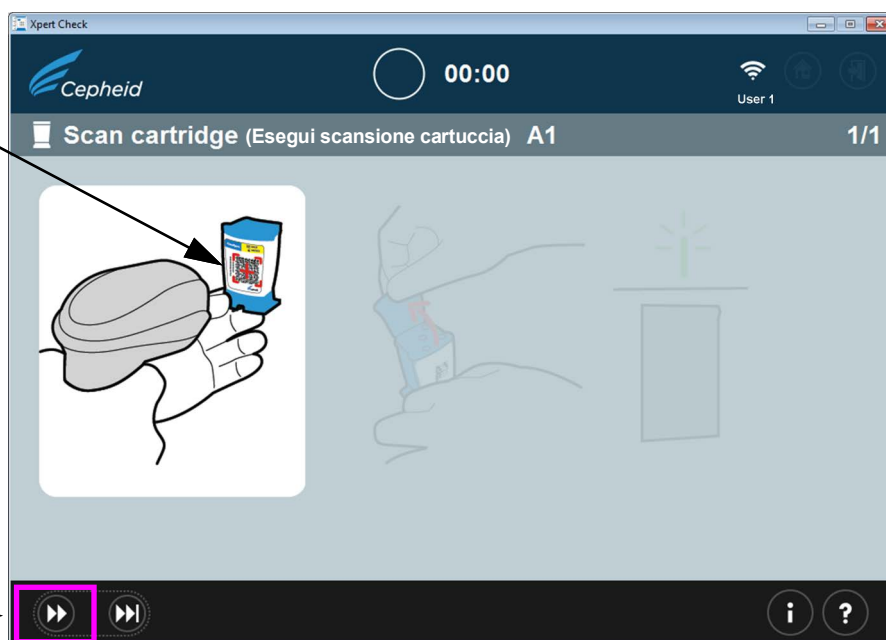 Xpert Check
Cepheid
00:00
User 1
Scan cartridge (Esegui scansione cartuccia) A1
1/1
i
?